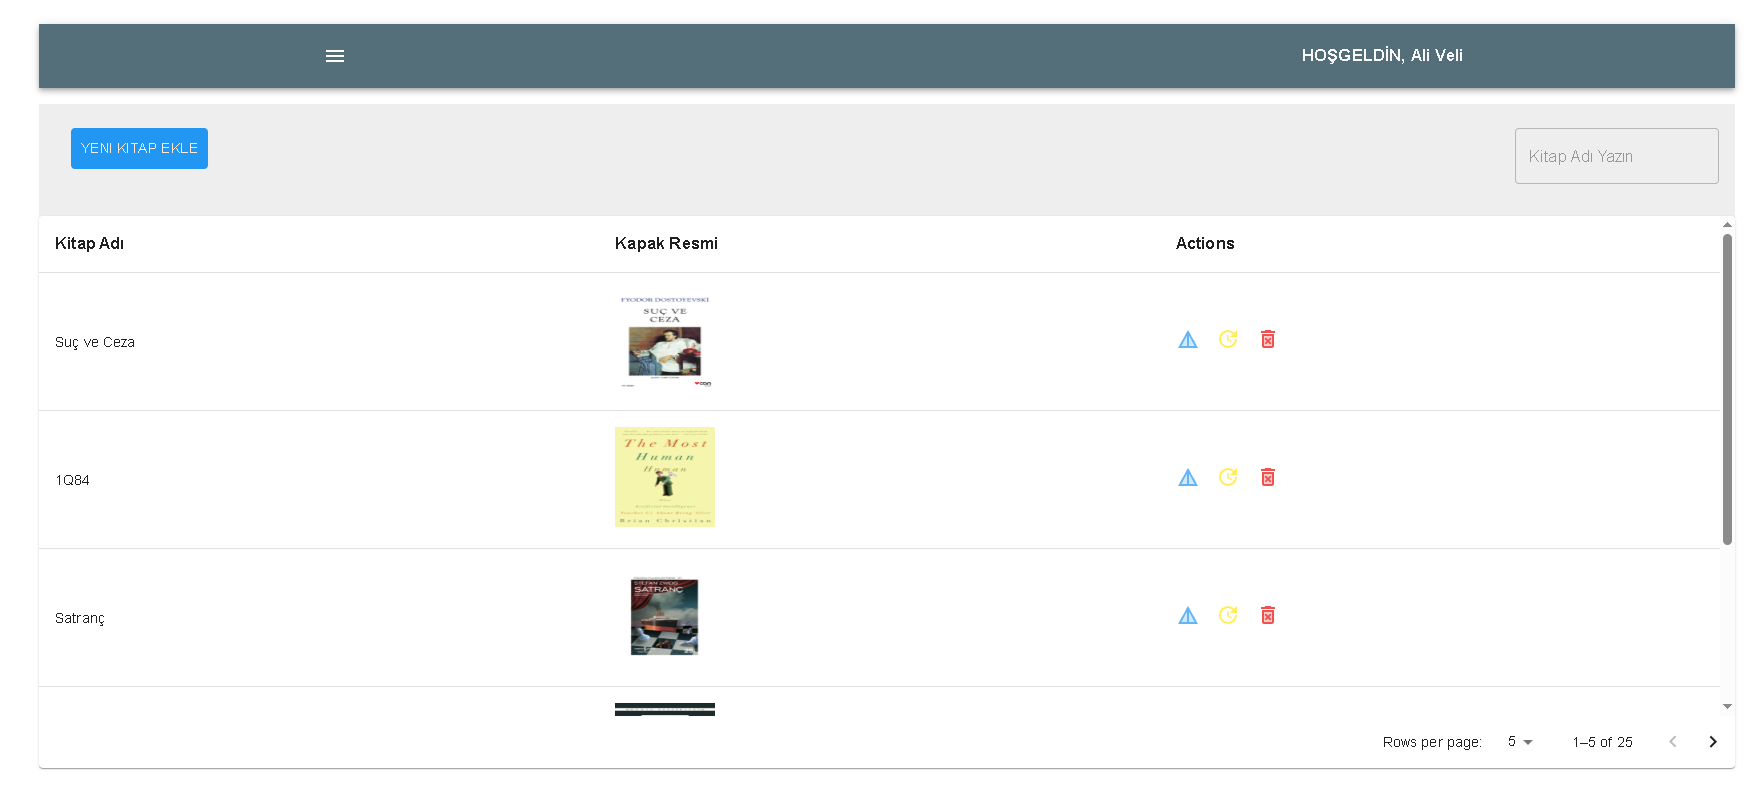 HOŞGELDİN, Ali Veli
YENI KITAP EKLE
Kitap Adı Yazın
Kitap Adı
Kapak Resmi
Actions
Suç ve Ceza
FYODOR DOSTOYEVSKİ
SUÇ VE
CEZA
1Q84
The Most
Human
Human
Brian Christian
Satranç
STEFAN ZWEIG
SATRANÇ
Rows per page:
5
1–5 of 25